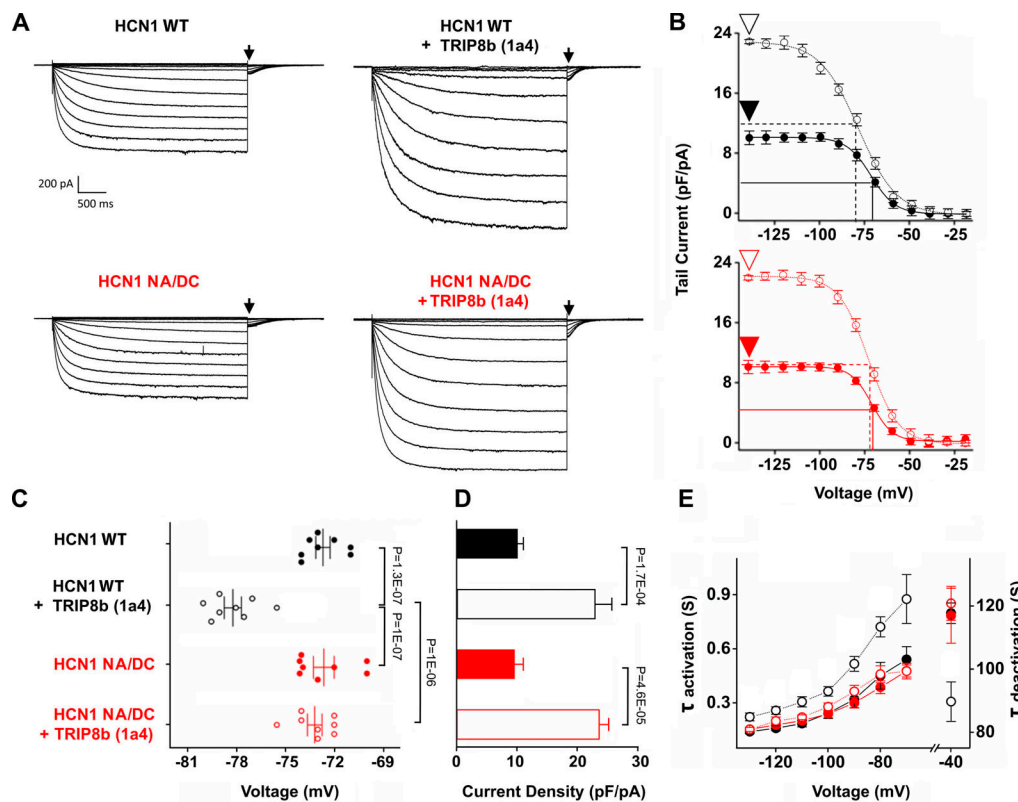 A
HCN1 WT
HCN1 WT
+ TRIP8b (1a4)
200 pA
500 ms
HCN1 NA/DC
HCN1 NA/DC
+TRIP8b (1a4)
B
24
16
8
0
-125 -100 -75 -50 -25
24
16
8
0
-125 -100 -75 -50 -25
Tail Current (pF/pA)
Voltage (mV)
C
HCN1 WT
HCN1 WT
+ TRIP8b (1a4)
HCN1 NA/DC
HCN1 NA/DC
+ TRIP8b (1a4)
P=1.3E-07
P=1E-07
P=1E-06
-81 -78 -75 -72 -69
Voltage (mV)
D
P=1.7E-04
P=4.6E-05
0 10 20 30
Current Density (pF/pA)
E
0.9
0.6
0.3
τ activation (S)
120
100
80
τ deactivation (S)
-120 -100 -80 -60 -40
voltage (mV)